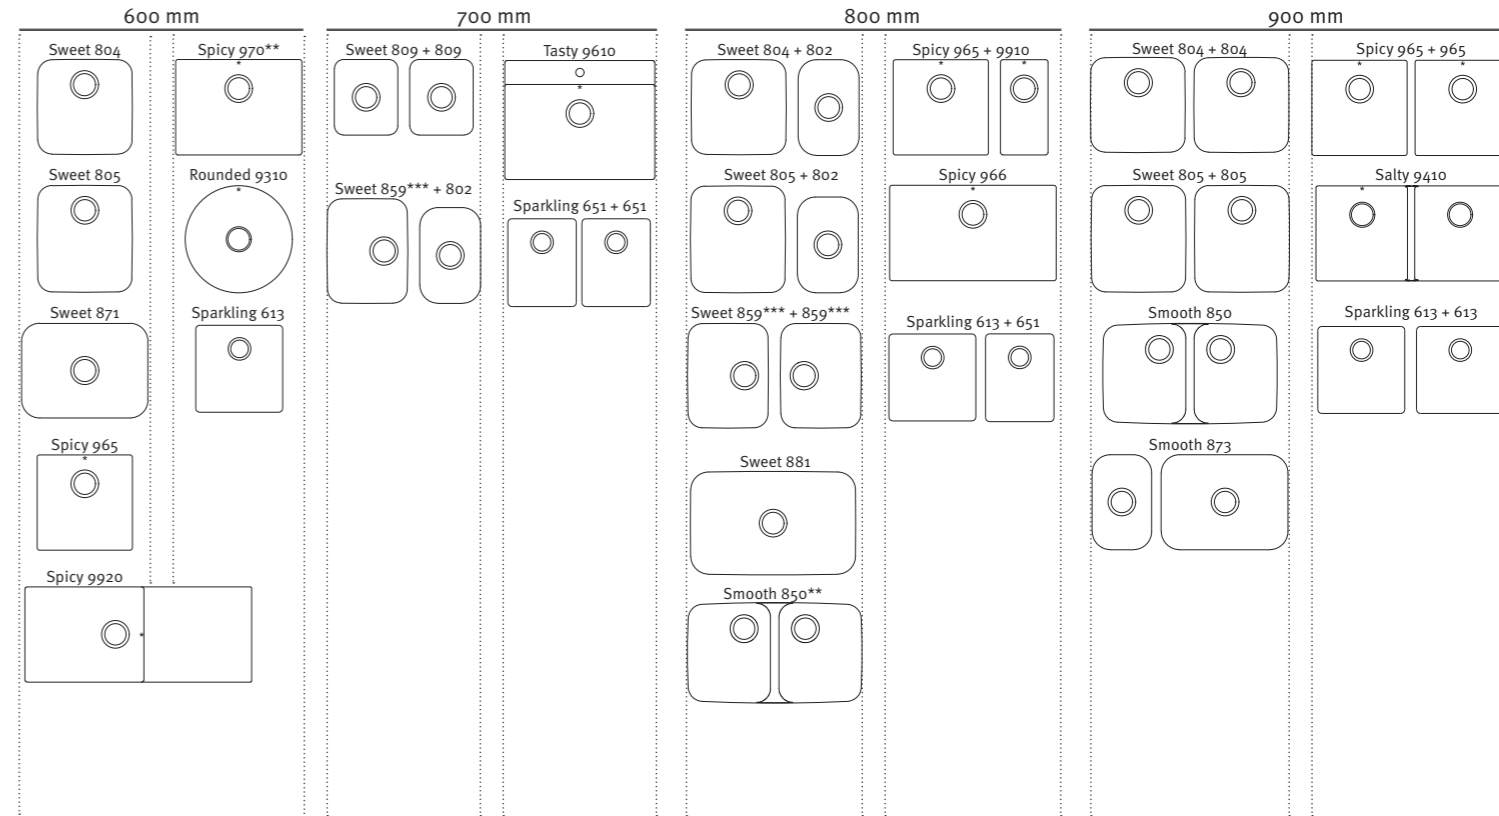 600 mm
Sweet 804
Spicy 970**
*
*
Sweet 805
Rounded 9310
*
Sweet 871
Sparkling 613
Spicy 965
*
Spicy 9920
*
700 mm
Sweet 809 + 809
Tasty 9610
*
Sweet 859*** + 802
Sparkling 651 + 651
800 mm
Sweet 804 + 802
Spicy 965 + 9910
* *
Sweet 805 + 802
Spicy 966
*
Sweet 859*** + 859***
Sparkling 613 + 651
Sweet 881
Smooth 850**
900 mm
Sweet 804 + 804
Spicy 965 + 965
* *
Sweet 805 + 805
Salty 9410
*
Smooth 850
Sparkling 613 + 613
Smooth 873